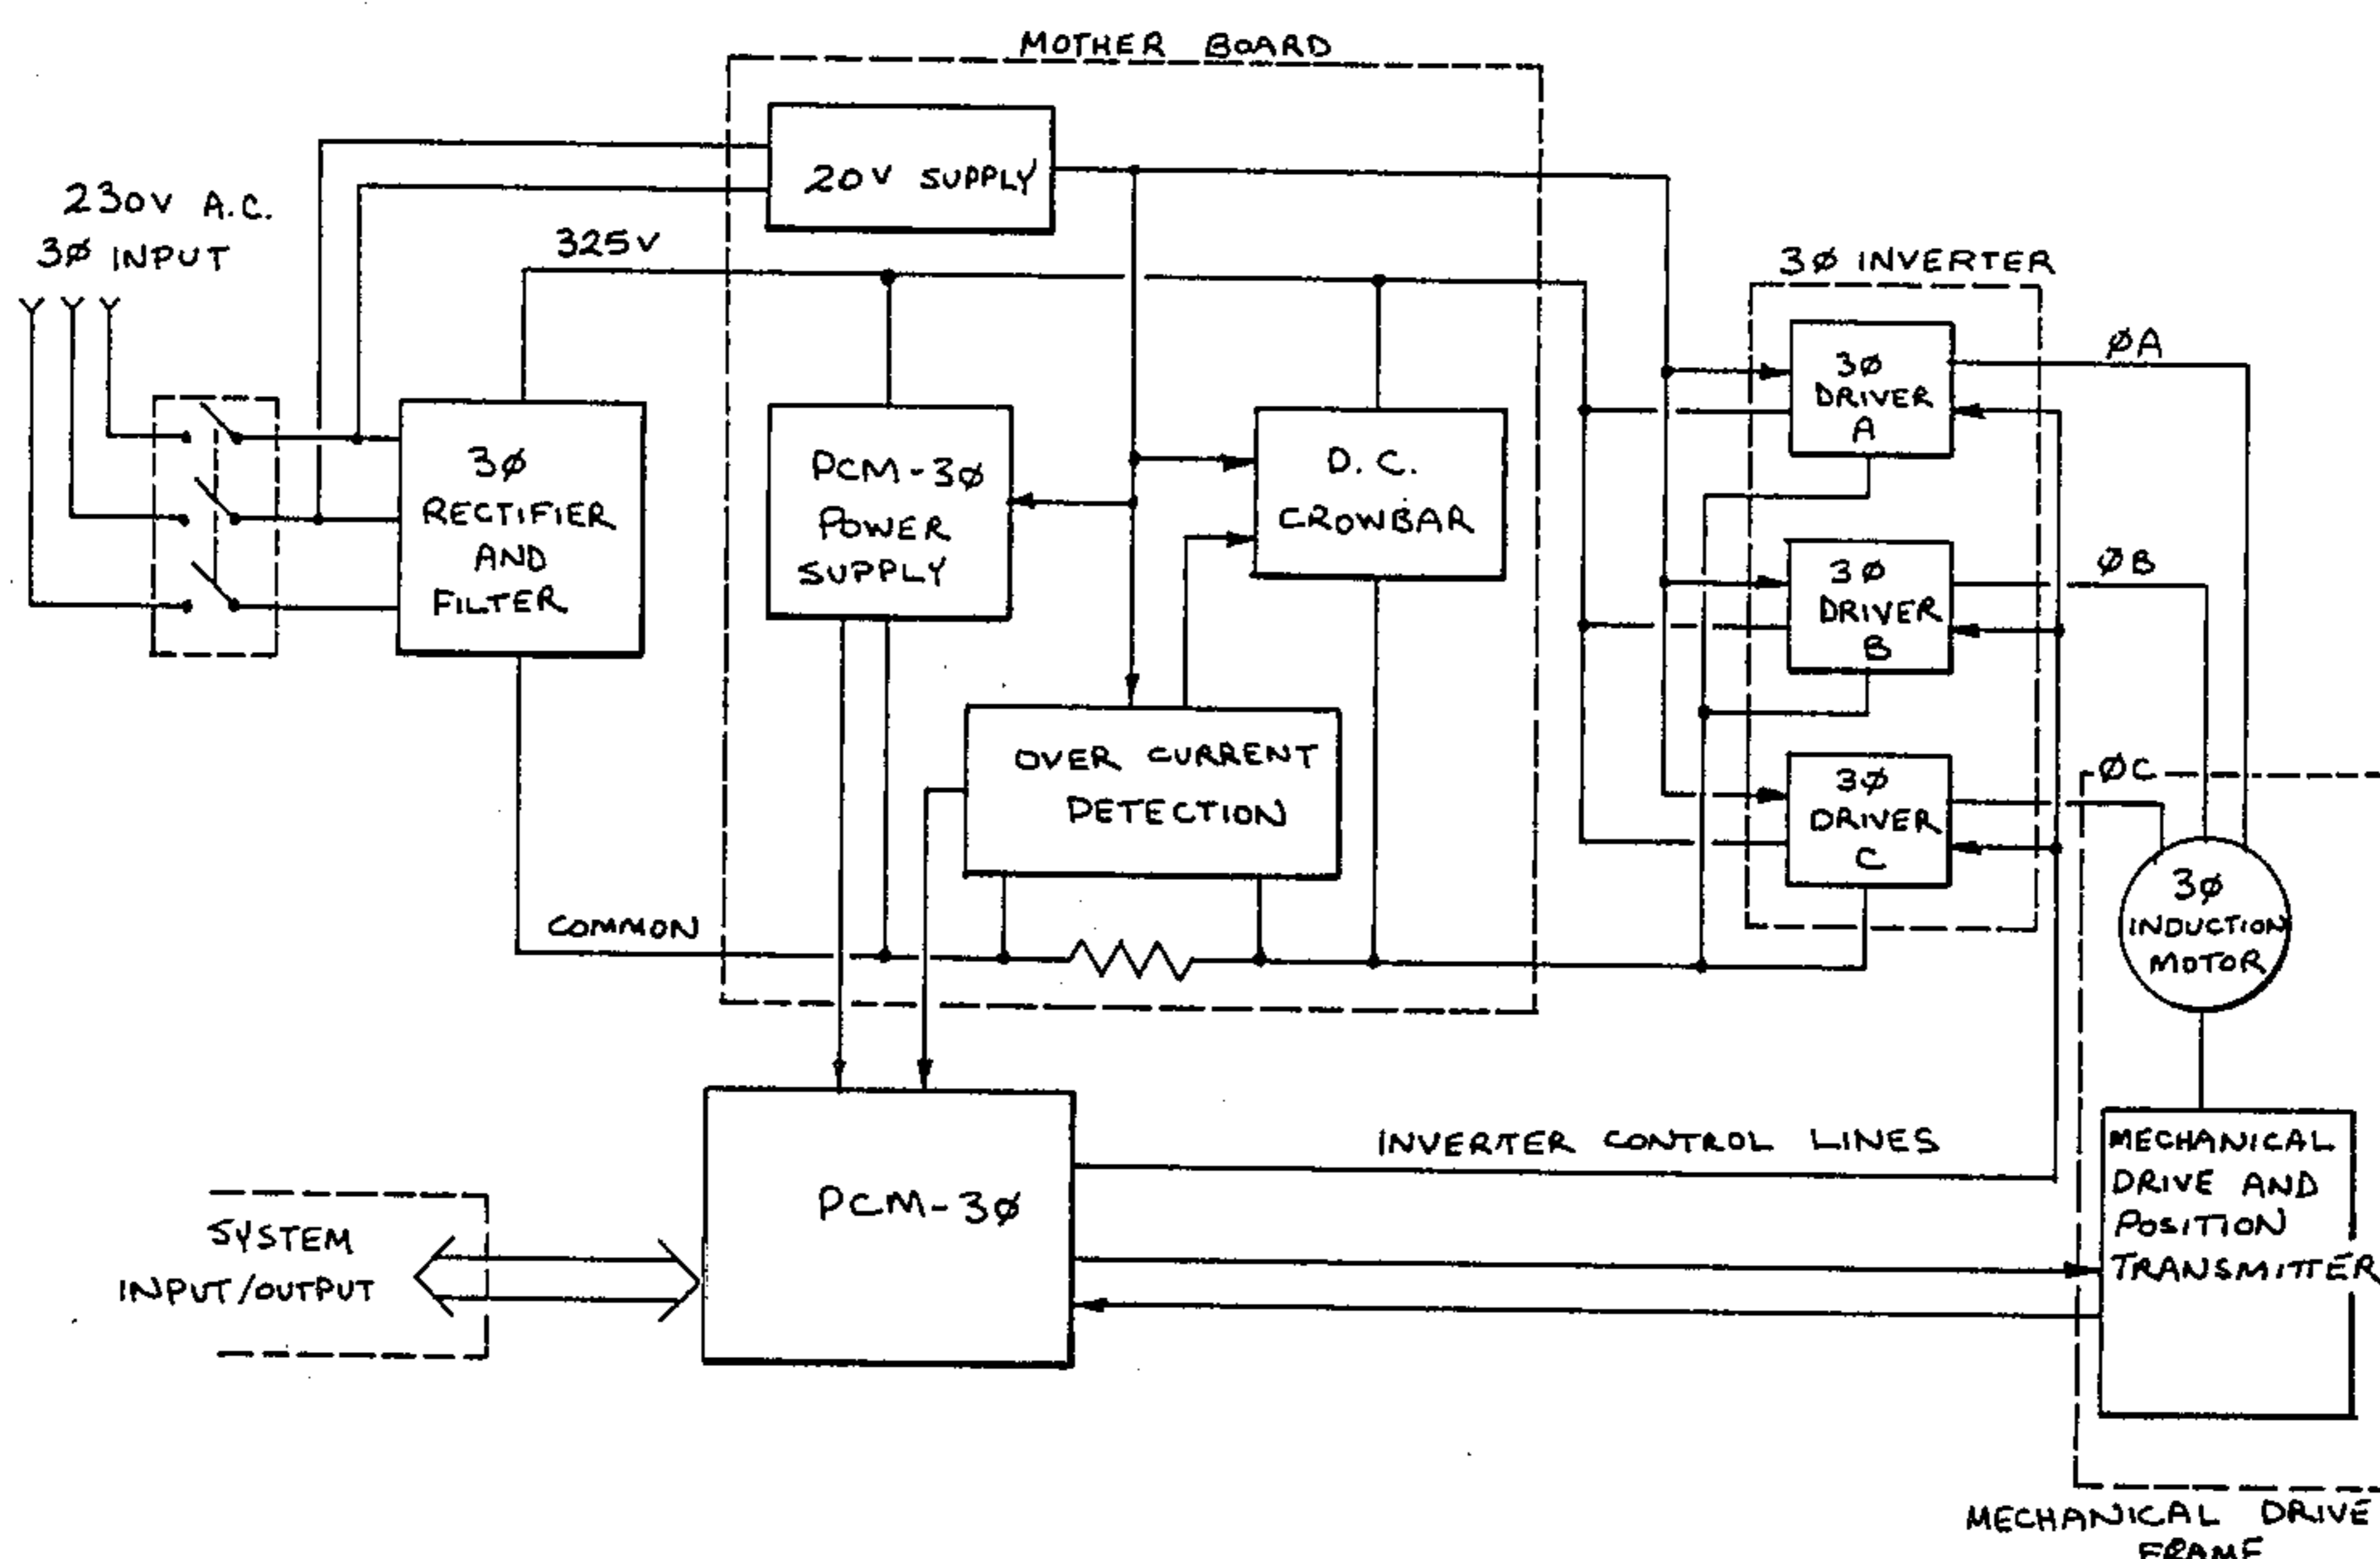 MOTHER BOARD
20V SUPPLY
230V A.C.
3Ø INPUT
325V
3Ø INVERTER
3Ø
DRIVER
A
ØA
3Ø
RECTIFIER
AND
FILTER
PCM-3Ø
POWER
SUPPLY
D.C.
CROWBAR
3Ø
DRIVER
B
ØB
OVER CURRENT
DETECTION
3Ø
DRIVER
C
ØC
3Ø
INDUCTION
MOTOR
COMMON
INVERTER CONTROL LINES
PCM-3Ø
SYSTEM
INPUT/OUTPUT
MECHANICAL
DRIVE AND
POSITION
TRANSMITTER
MECHANICAL DRIVE
FRAME